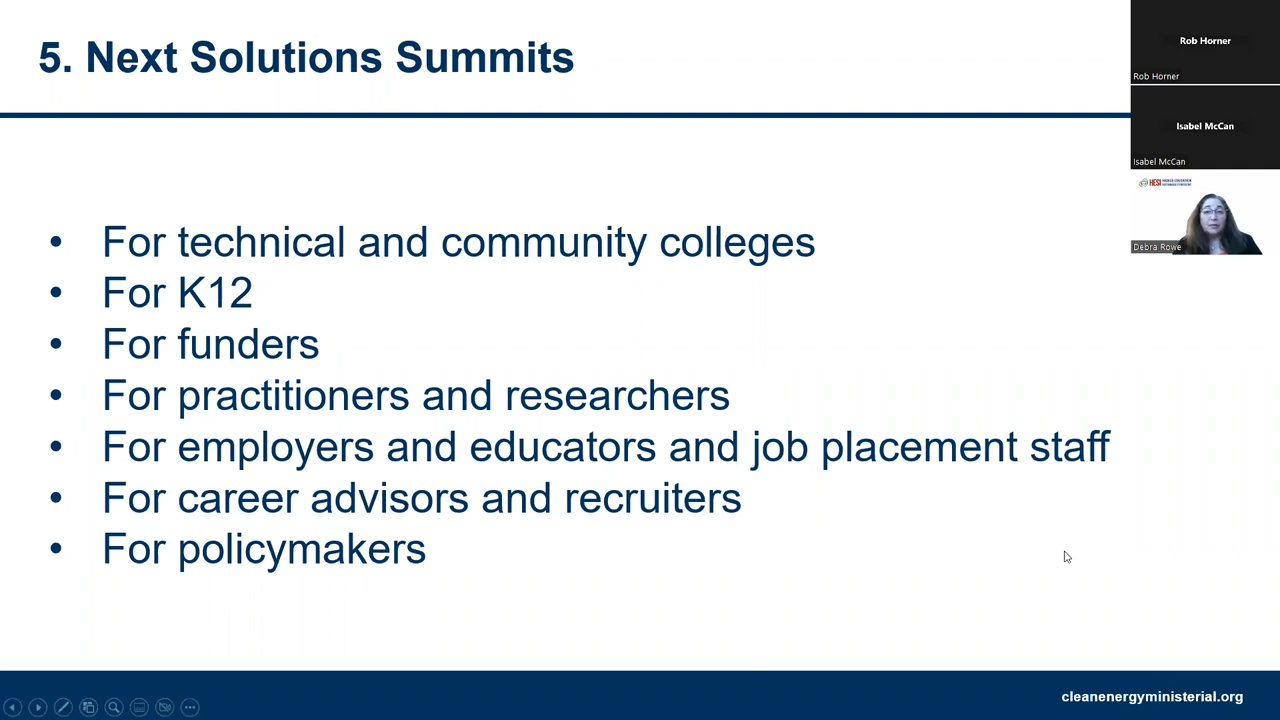 5. Next Solutions Summits
• For technical and community colleges
• For K12
• For funders
• For practitioners and researchers
• For employers and educators and job placement staff
• For career advisors and recruiters
• For policymakers
cleanenergyministerial.org
Rob Horner
Rob Horner
Isabel McCan
Isabel McCan
HESI
Debra Rowe